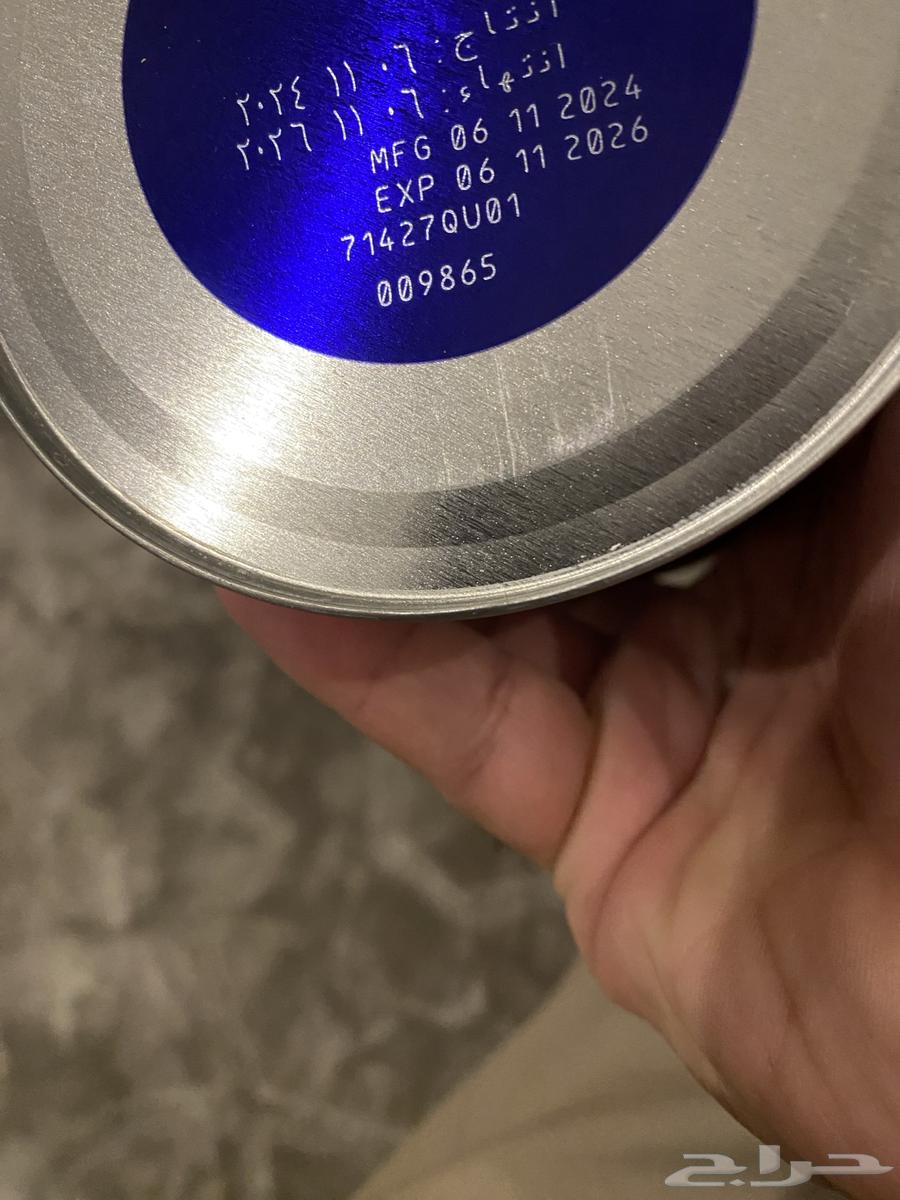 انتاج: ٠٦ ١١ ٢٠٢٤
انتهاء: ٠٦ ١١ ٢٠٢٦
MFG 06 11 2024
EXP 06 11 2026
71427QU01
009865
حراج